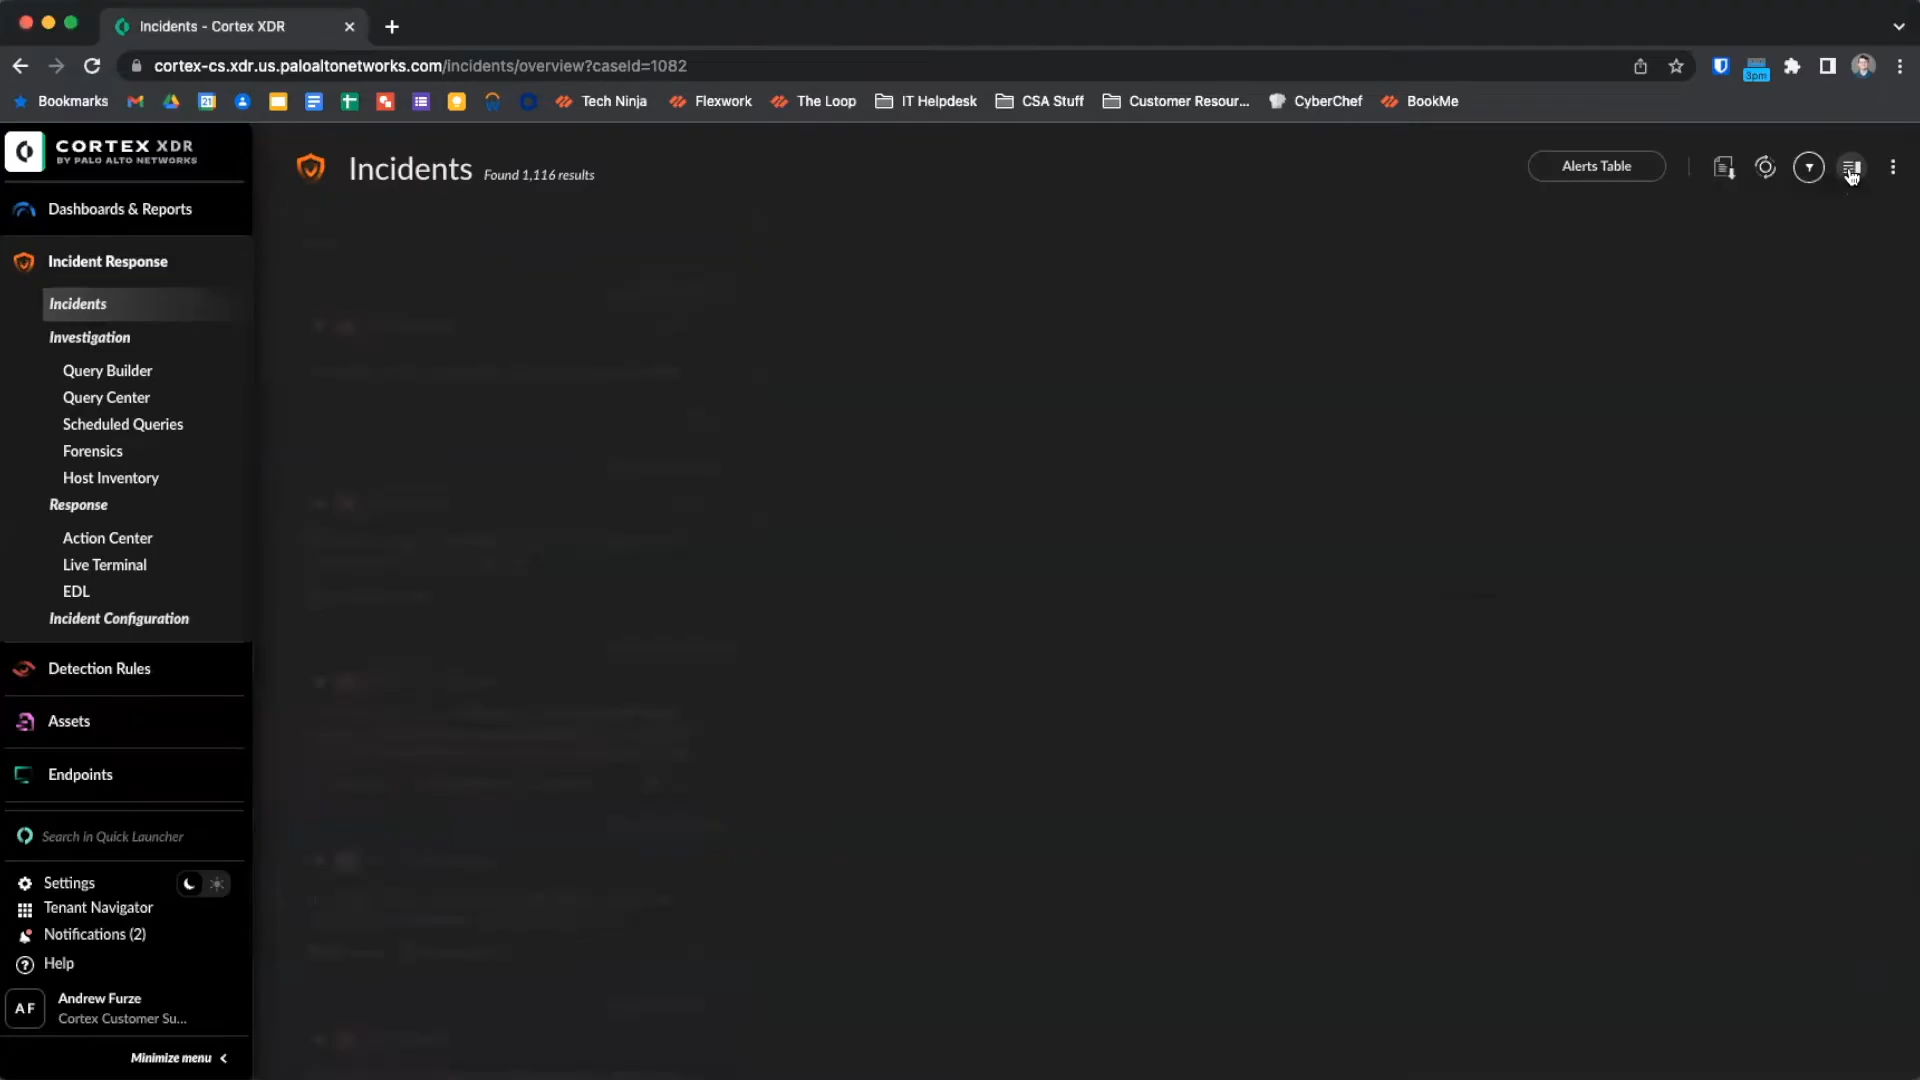 Incidents - Cortex XDR
cortex-cs.xdr.us.paloaltonetworks.com/incidents/overview?caseId=1082
3pm
Bookmarks
21
Tech Ninja
Flexwork
The Loop
IT Helpdesk
CSA Stuff
Customer Resour...
CyberChef
BookMe
CORTEX XDR
BY PALO ALTO NETWORKS
Incidents Found 1,116 results
Alerts Table
Dashboards & Reports
Incident Response
Incidents
Investigation
Query Builder
Query Center
Scheduled Queries
Forensics
Host Inventory
Response
Action Center
Live Terminal
EDL
Incident Configuration
Detection Rules
Assets
Endpoints
Search in Quick Launcher
Settings
Tenant Navigator
Notifications (2)
Help
AF
Andrew Furze
Cortex Customer Su...
Minimize menu